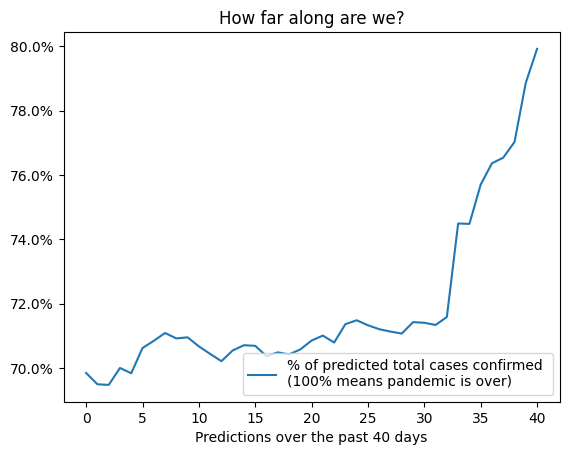 How far along are we?
80.0%
78.0%
76.0%
74.0%
72.0%
70.0%
% of predicted total cases confirmed
(100% means pandemic is over)
0 5 10 15 20 25 30 35 40
Predictions over the past 40 days